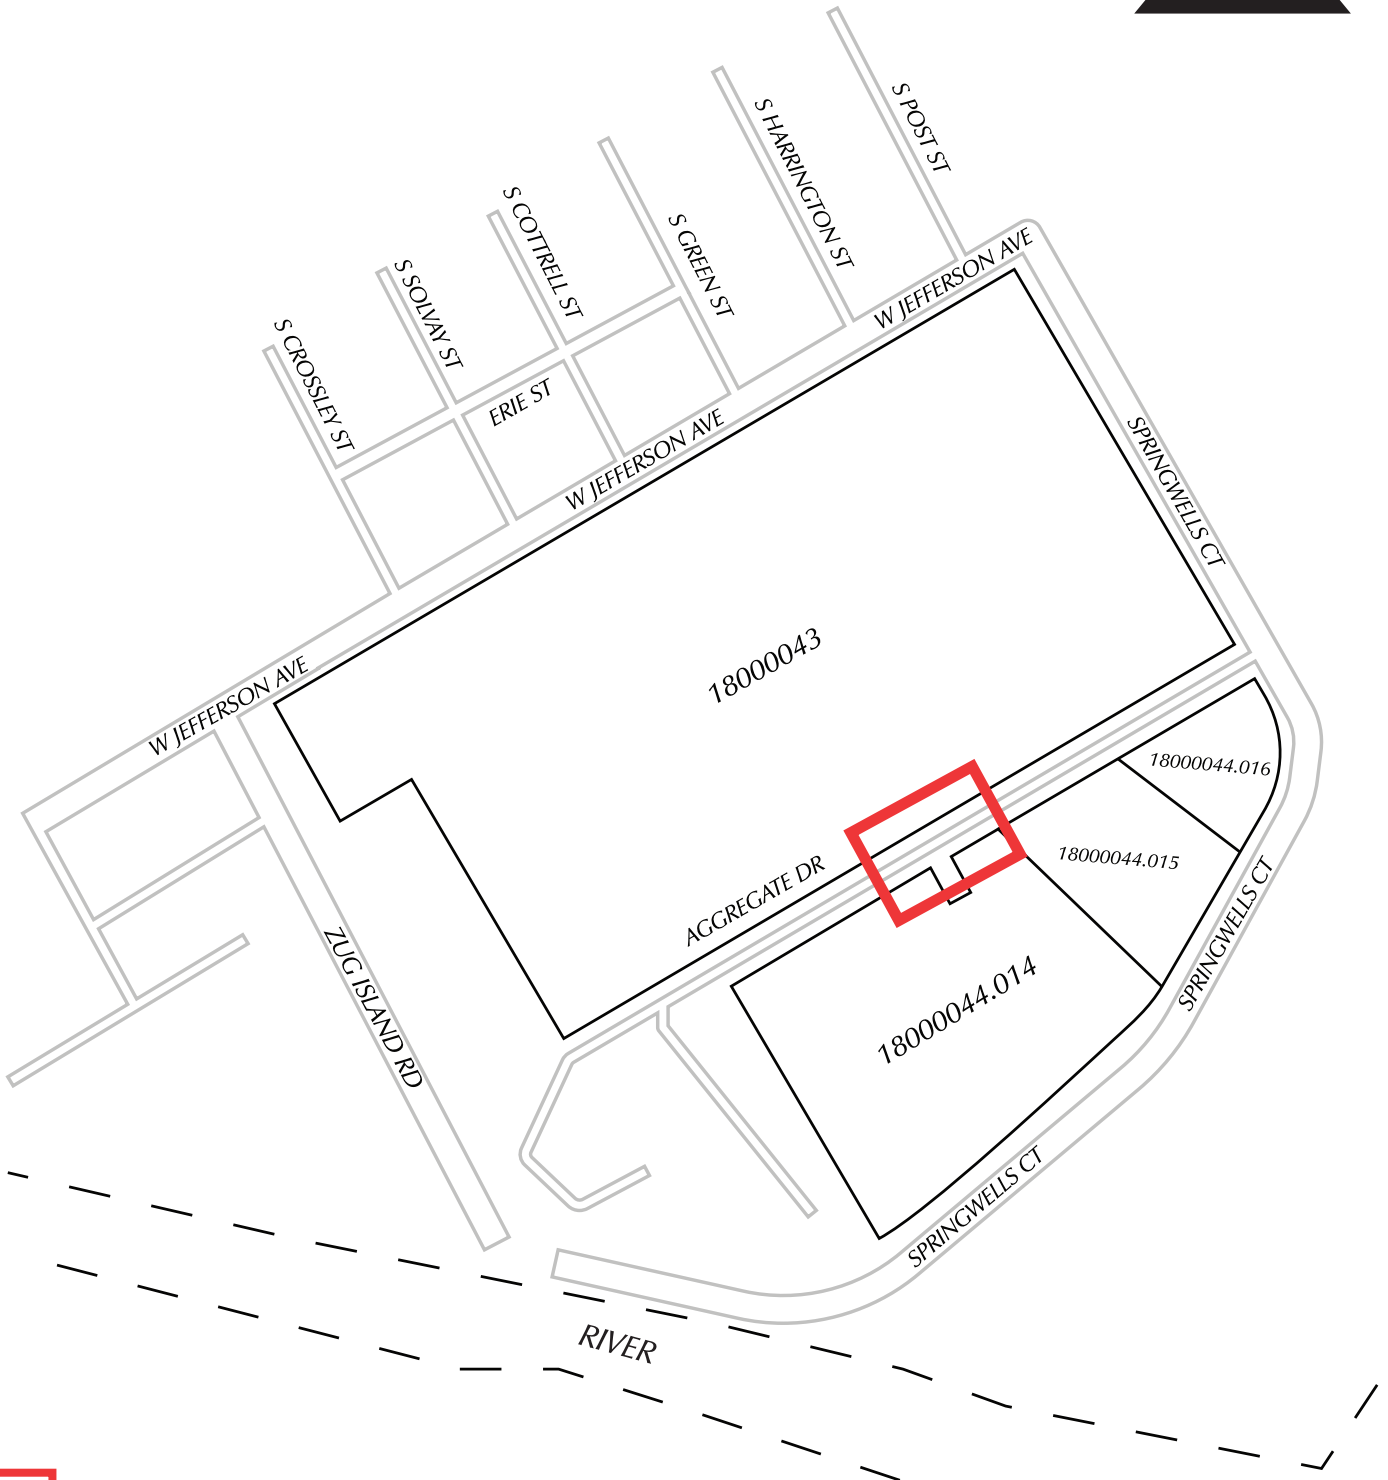 S POST ST
S HARRINGTON ST
S COTTRELL ST
S GREEN ST
W JEFFERSON AVE
S SOLVAY ST
S CROSSLEY ST
ERIE ST
W JEFFERSON AVE
SPRINGWELLS CT
18000043
W JEFFERSON AVE
18000044.016
18000044.015
AGGREGATE DR
SPRINGWELLS CT
ZUG ISLAND RD
18000044.014
SPRINGWELLS CT
RIVER